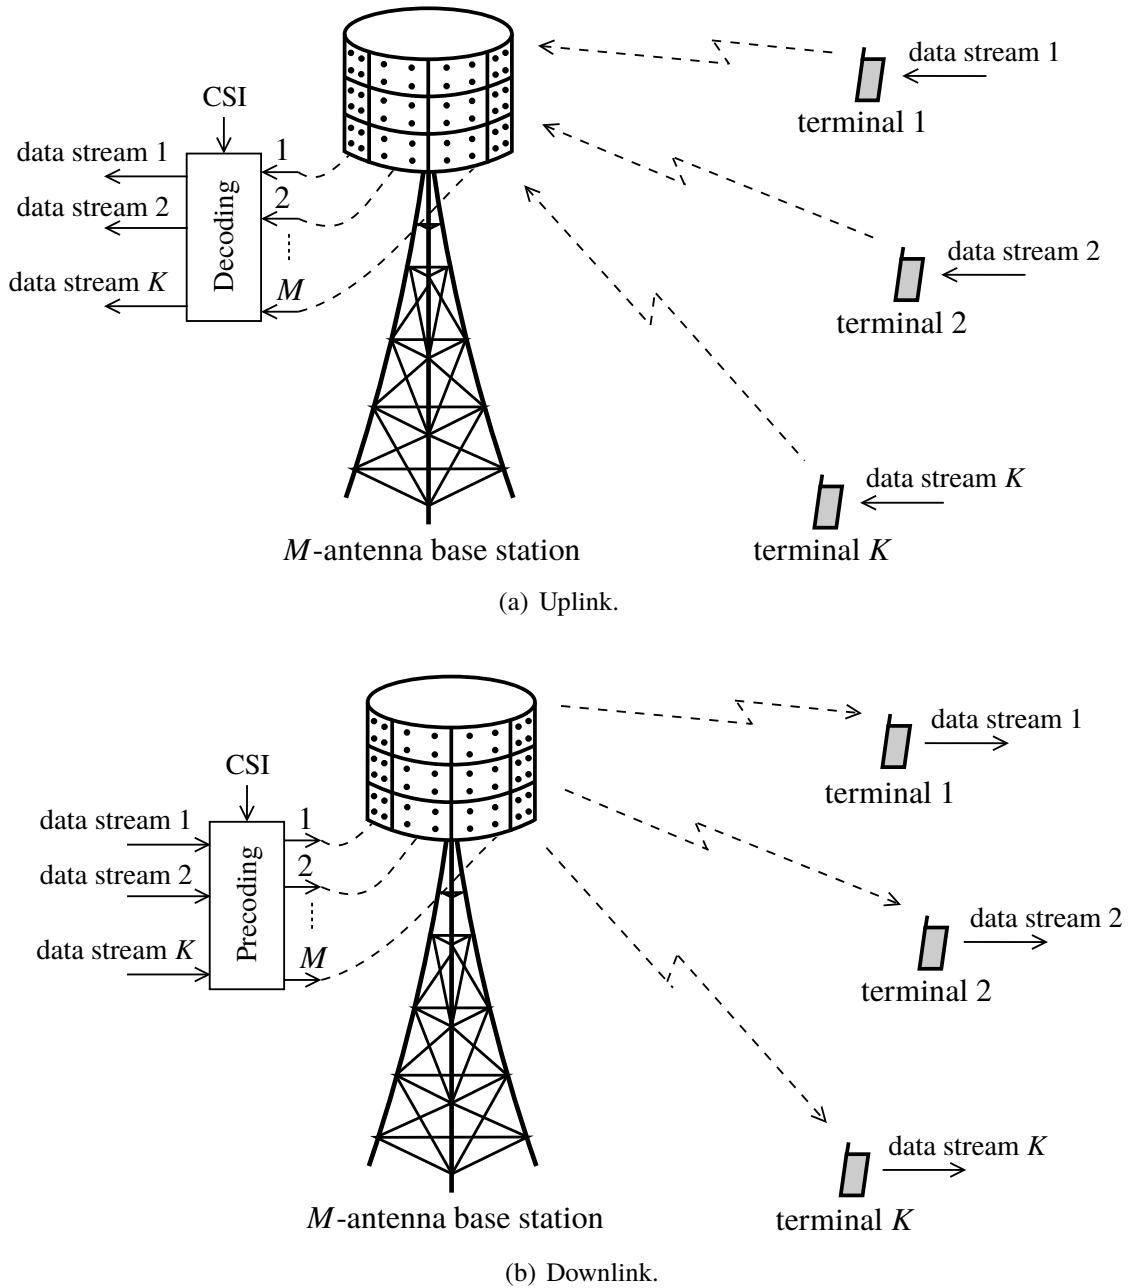 data stream 1
CSI
terminal 1
data stream 1
1
data stream 2
2
Decoding
data stream 2
data stream K
M
terminal 2
data stream K
M-antenna base station
terminal K
(a) Uplink.
data stream 1
CSI
terminal 1
data stream 1
1
data stream 2
2
Precoding
data stream 2
data stream K
M
terminal 2
data stream K
M-antenna base station
terminal K
(b) Downlink.